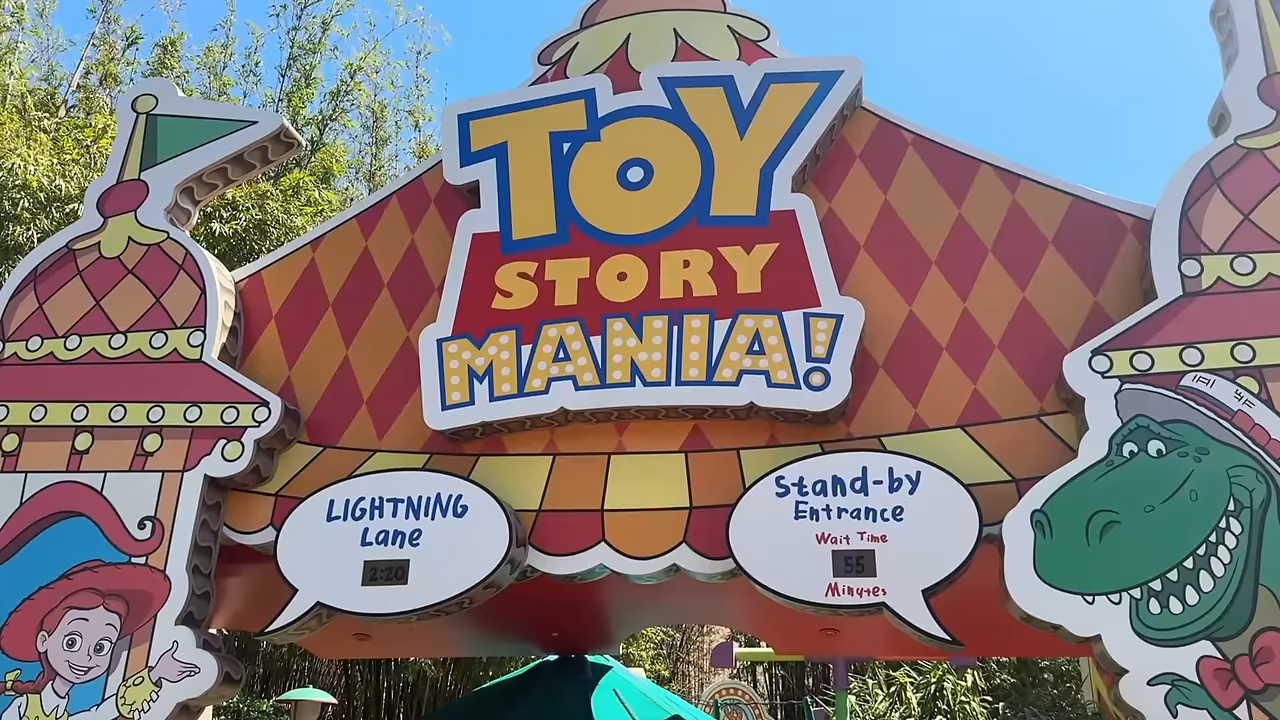 TOY
STORY
MANIA!
LIGHTNING
Lane
2:20
Stand-by
Entrance
Wait Time
55
Minutes